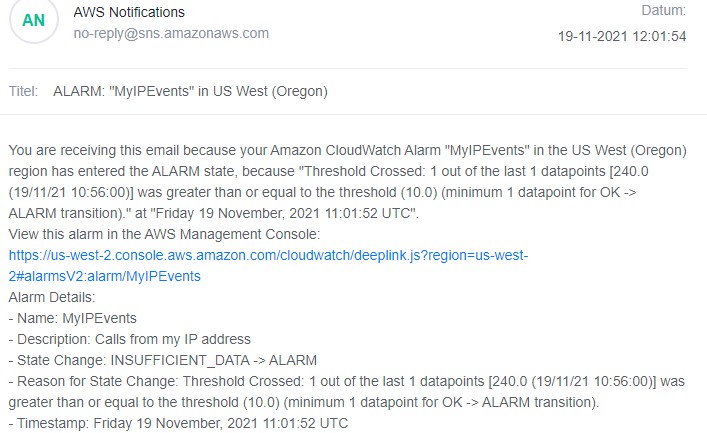 AN
AWS Notifications
no-reply@sns.amazonaws.com
Datum:
19-11-2021 12:01:54
Titel: ALARM: "MyIPEvents" in US West (Oregon)
You are receiving this email because your Amazon CloudWatch Alarm "MyIPEvents" in the US West (Oregon)
region has entered the ALARM state, because "Threshold Crossed: 1 out of the last 1 datapoints [240.0
(19/11/21 10:56:00)] was greater than or equal to the threshold (10.0) (minimum 1 datapoint for OK ->
ALARM transition)." at "Friday 19 November, 2021 11:01:52 UTC".
View this alarm in the AWS Management Console:
https://us-west-2.console.aws.amazon.com/cloudwatch/deeplink.js?region=us-west-
2#alarmsV2:alarm/MyIPEvents
Alarm Details:
- Name: MyIPEvents
- Description: Calls from my IP address
- State Change: INSUFFICIENT_DATA -> ALARM
- Reason for State Change: Threshold Crossed: 1 out of the last 1 datapoints [240.0 (19/11/21 10:56:00)] was
greater than or equal to the threshold (10.0) (minimum 1 datapoint for OK -> ALARM transition).
- Timestamp: Friday 19 November, 2021 11:01:52 UTC